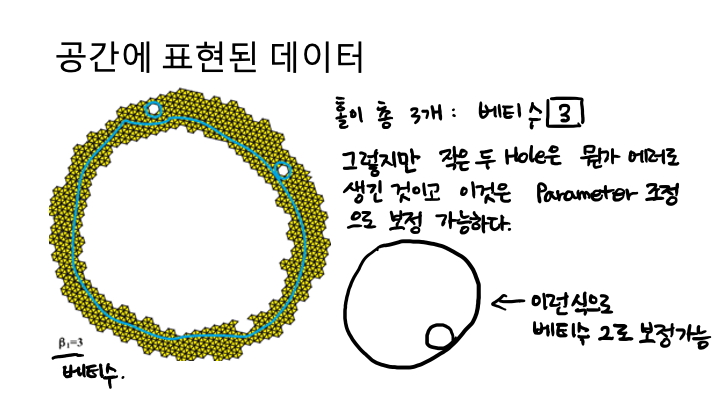 공간에 표현된 데이터
홀이 총 3개 : 베티수 3
그렇지만 작은 두 Hole은 뭔가 에러로
생긴 것이고 이것은 Parameter 조정
으로 보정 가능하다.
← 이런식으로
베티수 2로 보정가능
β₁=3
베티수.